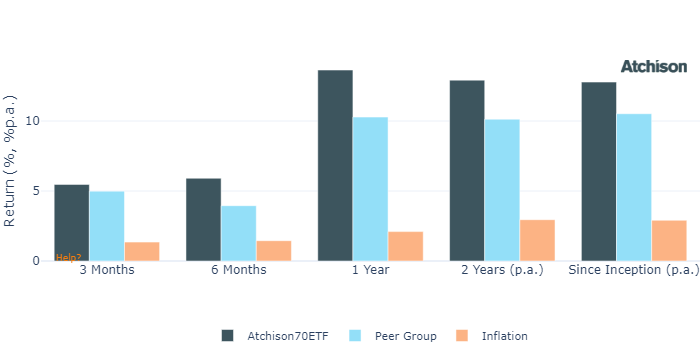 Atchison
Return (%, %p.a.)
10
5
0
Help?
3 Months
6 Months
1 Year
2 Years (p.a.)
Since Inception (p.a.)
Atchison70ETF
Peer Group
Inflation